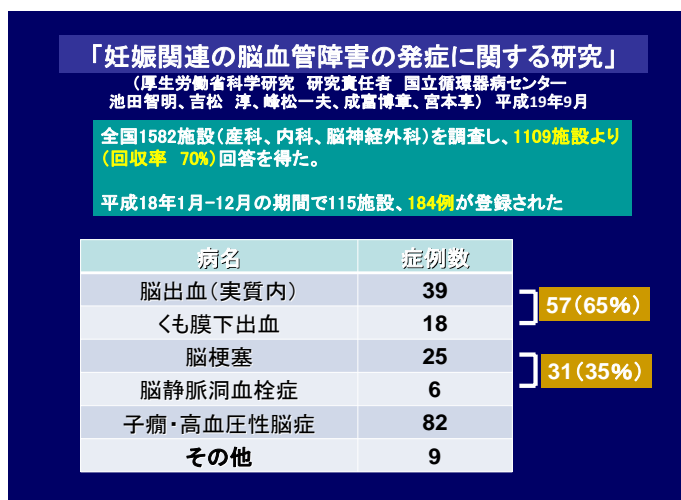 「妊娠関連の脳血管障害の発症に関する研究」
（厚生労働省科学研究　研究責任者　国立循環器病センター
池田智明、吉松　淳、峰松一夫、成冨博章、宮本享）　平成19年9月
全国1582施設（産科、内科、脳神経外科）を調査し、1109施設より
（回収率　70%）回答を得た。
平成18年1月-12月の期間で115施設、184例が登録された
病名 症例数
脳出血（実質内） 39
くも膜下出血 18
57（65%）
脳梗塞 25
脳静脈洞血栓症 6
31（35%）
子癇・高血圧性脳症 82
その他 9